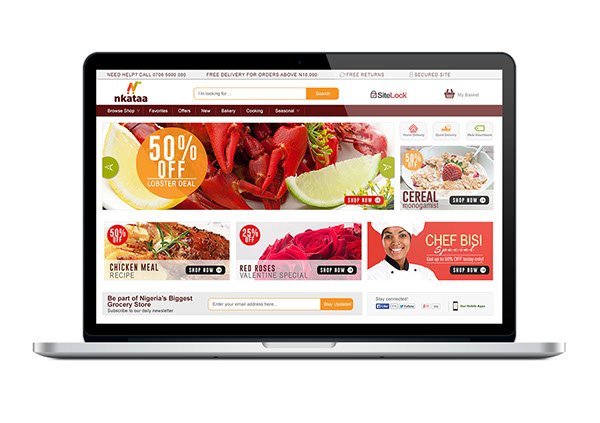 NEED HELP? CALL 0700 5000 000
FREE DELIVERY FOR ORDERS ABOVE N10,000
FREE RETURNS
SECURED SITE
nkataa
I'm looking for ...
Search
SiteLock
My Basket
Browse Shop
Favorites
Offers
New
Bakery
Cooking
Seasonal
50%
OFF
LOBSTER DEAL
SHOP NOW
Home Delivery
Quick Delivery
Wide Assortment
50%
OFF
CEREAL
monogamist
SHOP NOW
50%
OFF
CHICKEN MEAL
RECIPE
SHOP NOW
25%
OFF
RED ROSES
VALENTINE SPECIAL
SHOP NOW
CHEF BISI
Special
Get up to 50% OFF today only!
SHOP NOW
Be part of Nigeria's Biggest
Grocery Store
Subscribe to our daily newsletter
Enter your email address here...
Stay Updated
Stay connected!
Like
Twitter
Our Mobile Apps